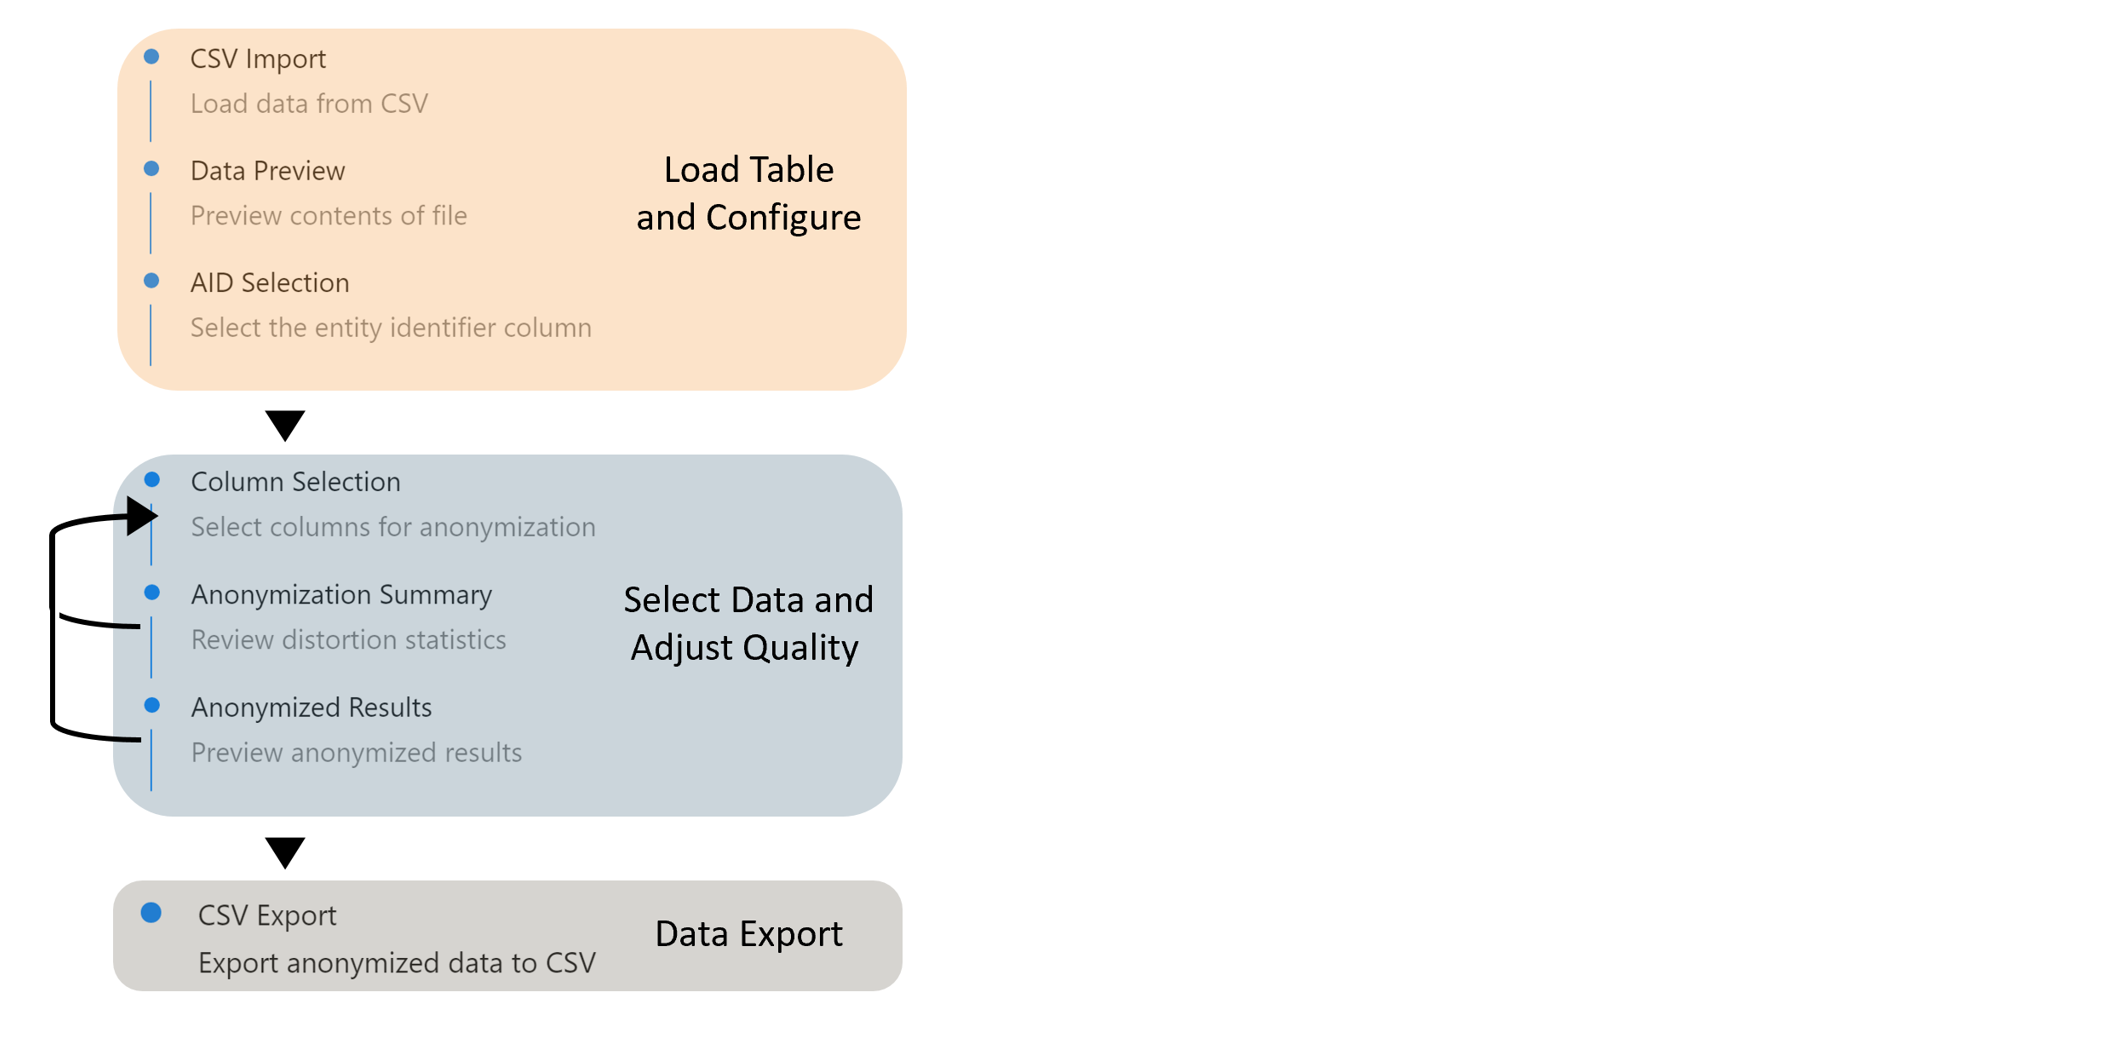 CSV Import
Load data from CSV
Data Preview
Preview contents of file
AID Selection
Select the entity identifier column
Load Table
and Configure
Column Selection
Select columns for anonymization
Anonymization Summary
Review distortion statistics
Anonymized Results
Preview anonymized results
Select Data and
Adjust Quality
CSV Export
Export anonymized data to CSV
Data Export